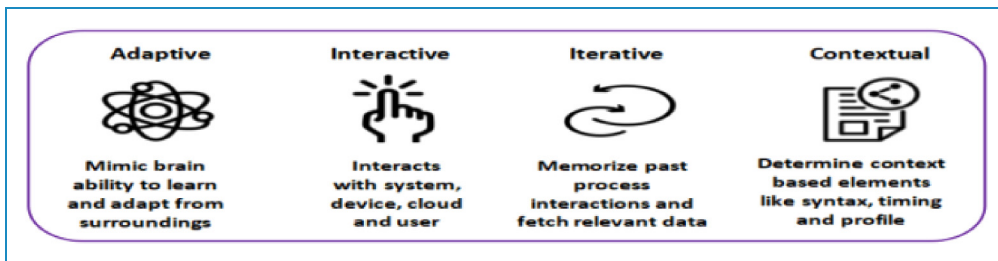 Adaptive
Mimic brain
ability to learn
and adapt from
surroundings
Interactive
Interacts
with system,
device, cloud
and user
Iterative
Memorize past
process
interactions and
fetch relevant data
Contextual
Determine context
based elements
like syntax, timing
and profile